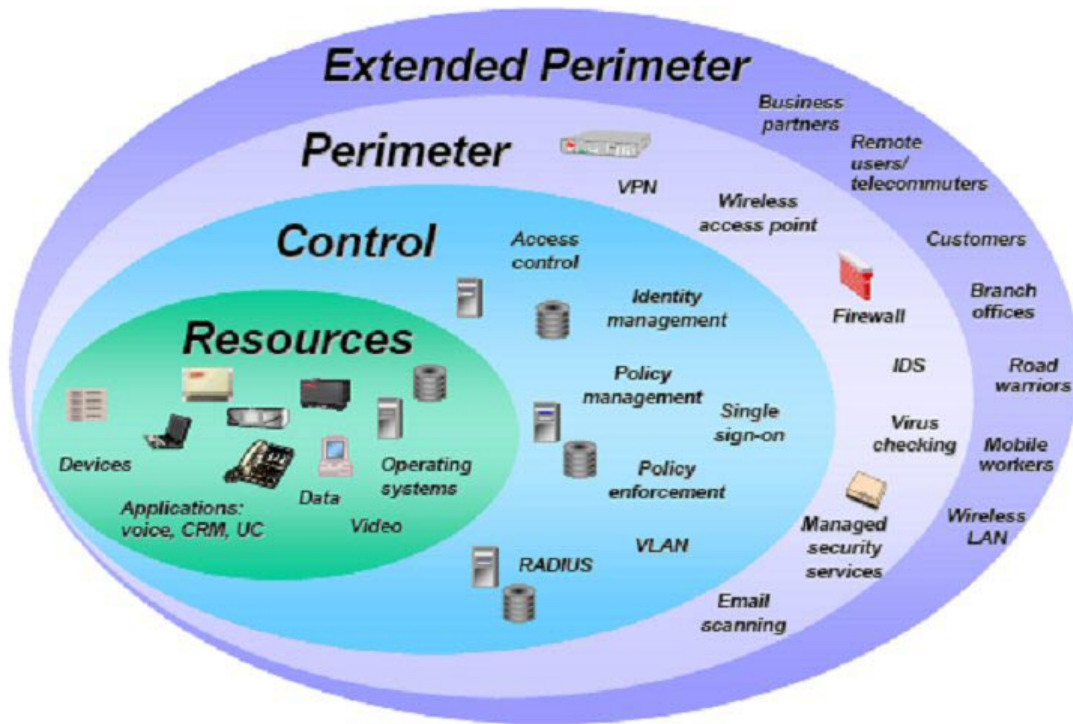 Extended Perimeter
Business
partners
Remote
users/
telecommuters
Customers
Branch
offices
Road
warriors
Mobile
workers
Wireless
LAN
Perimeter
VPN
Wireless
access point
Firewall
IDS
Virus
checking
Managed
security
services
Email
scanning
Control
Access
control
Identity
management
Policy
management
Single
sign-on
Policy
enforcement
VLAN
RADIUS
Resources
Devices
Applications:
voice, CRM, UC
Data
Video
Operating
systems